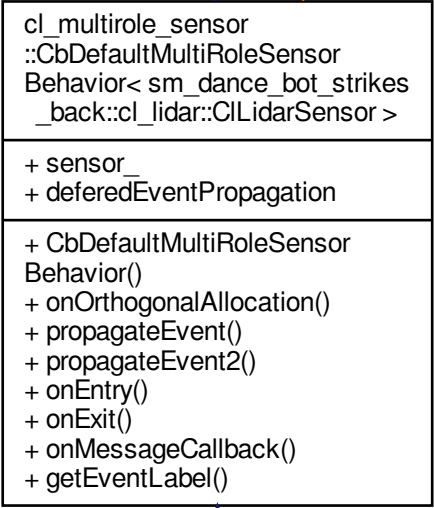 cl_multirole_sensor
::CbDefaultMultiRoleSensor
Behavior< sm_dance_bot_strikes
_back::cl_lidar::ClLidarSensor >
+ sensor_
+ deferedEventPropagation
+ CbDefaultMultiRoleSensor
Behavior()
+ onOrthogonalAllocation()
+ propagateEvent()
+ propagateEvent2()
+ onEntry()
+ onExit()
+ onMessageCallback()
+ getEventLabel()